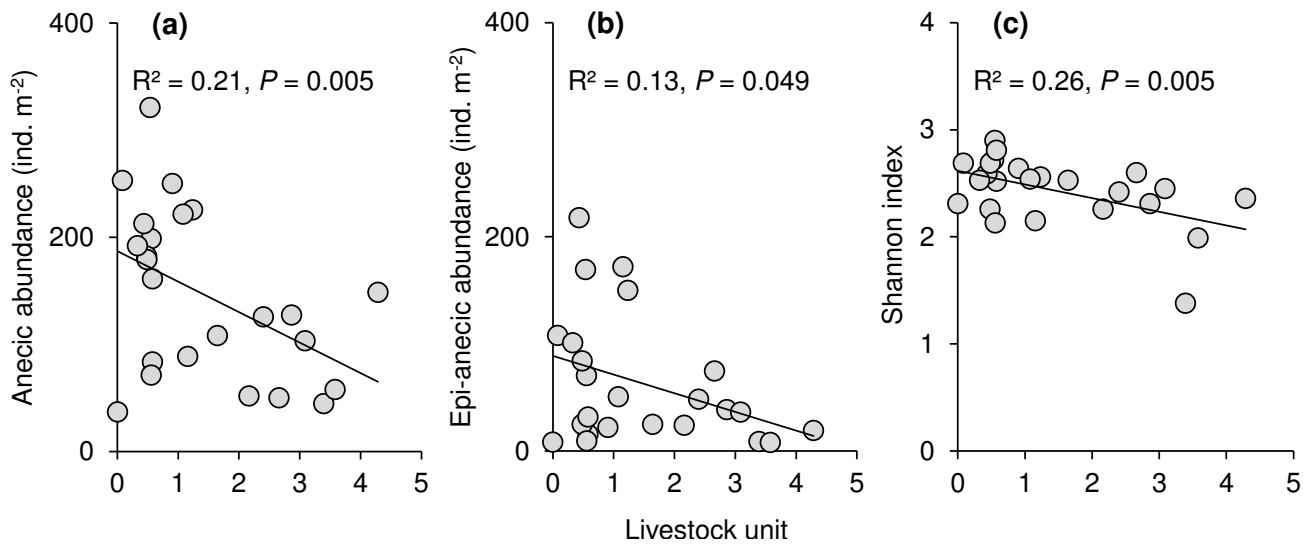 (a)
R² = 0.21, P = 0.005
Anecic abundance (ind. m⁻²)
400
200
0
0 1 2 3 4 5
(b)
R² = 0.13, P = 0.049
Epi-anecic abundance (ind. m⁻²)
400
200
0
0 1 2 3 4 5
Livestock unit
(c)
R² = 0.26, P = 0.005
Shannon index
4
3
2
1
0
0 1 2 3 4 5